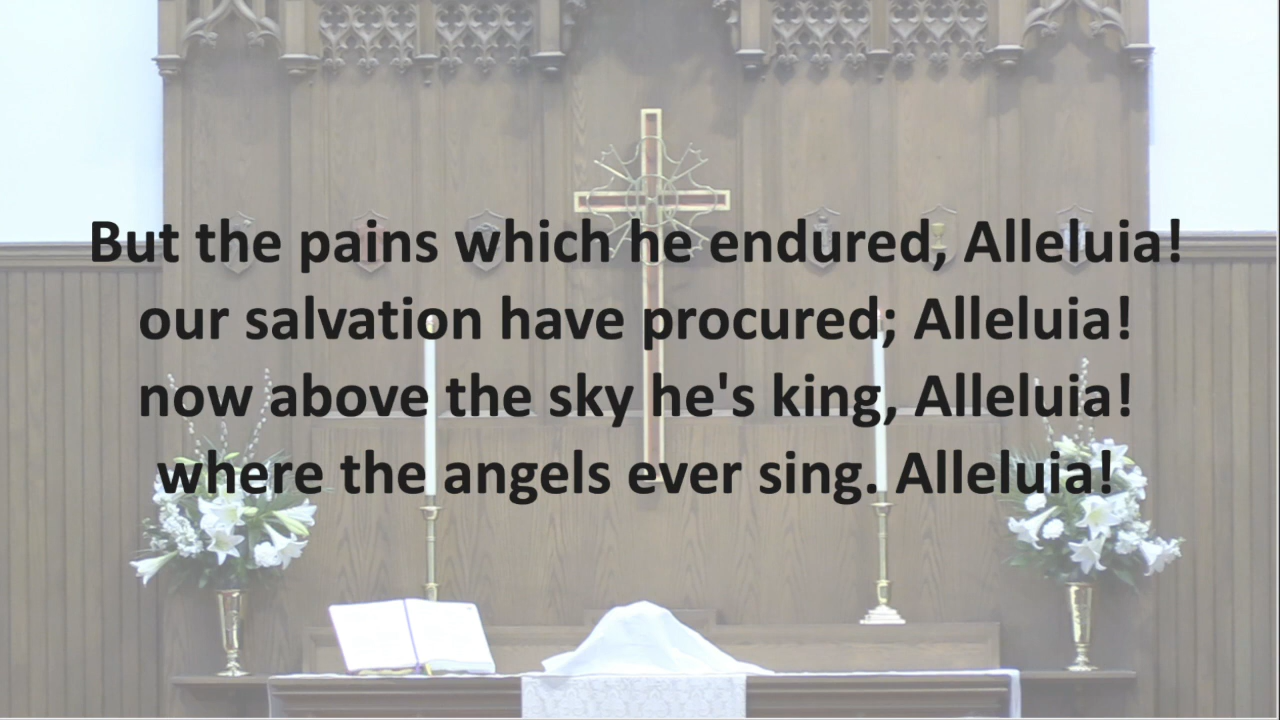 But the pains which he endured, Alleluia!
our salvation have procured; Alleluia!
now above the sky he's king, Alleluia!
where the angels ever sing. Alleluia!